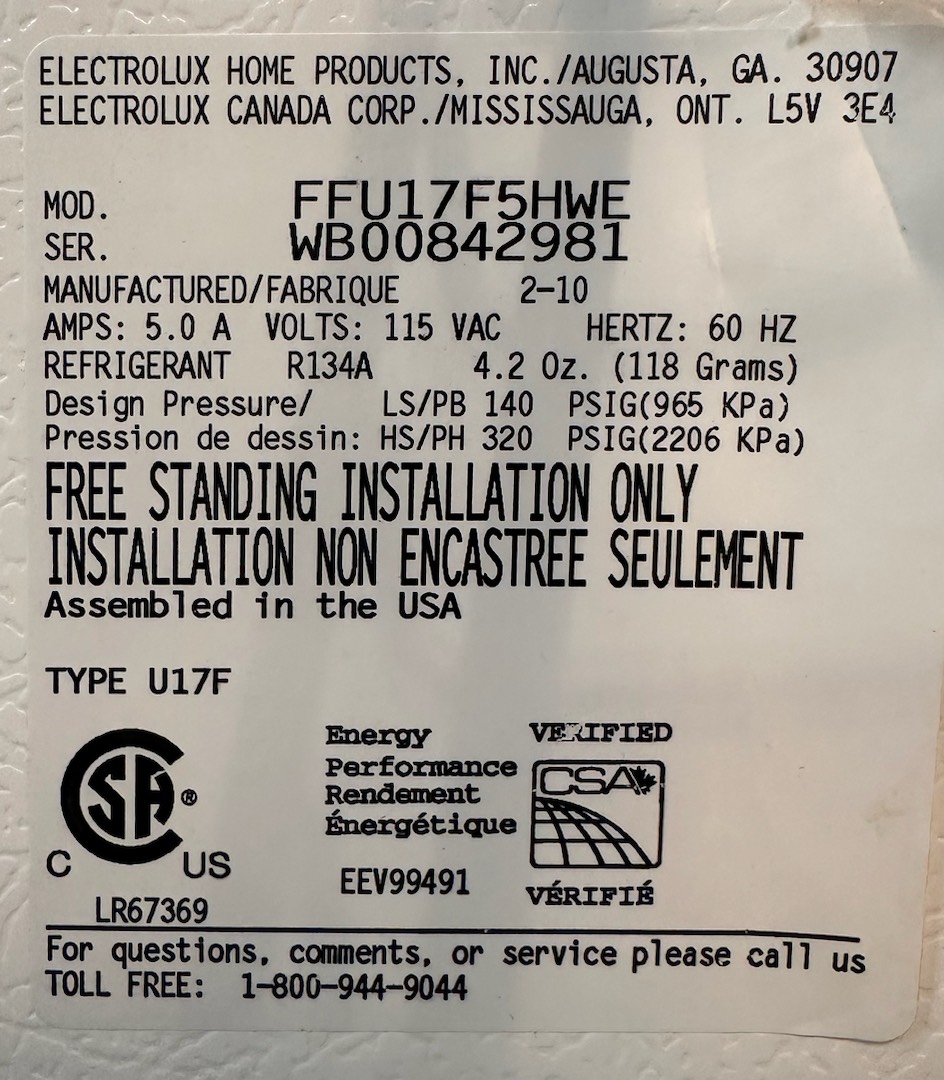 ELECTROLUX HOME PRODUCTS, INC./AUGUSTA, GA. 30907
ELECTROLUX CANADA CORP./MISSISSAUGA, ONT. L5V 3E4
MOD. FFU17F5HWE
SER. WB00842981
MANUFACTURED/FABRIQUE 2-10
AMPS: 5.0 A VOLTS: 115 VAC HERTZ: 60 HZ
REFRIGERANT R134A 4.2 Oz. (118 Grams)
Design Pressure/ LS/PB 140 PSIG(965 KPa)
Pression de dessin: HS/PH 320 PSIG(2206 KPa)
FREE STANDING INSTALLATION ONLY
INSTALLATION NON ENCASTREE SEULEMENT
Assembled in the USA
TYPE U17F
CSA®
C US
LR67369
Energy
Performance
Rendement
Énergétique
EEV99491
VERIFIED
CSA
VÉRIFIÉ
For questions, comments, or service please call us
TOLL FREE: 1-800-944-9044